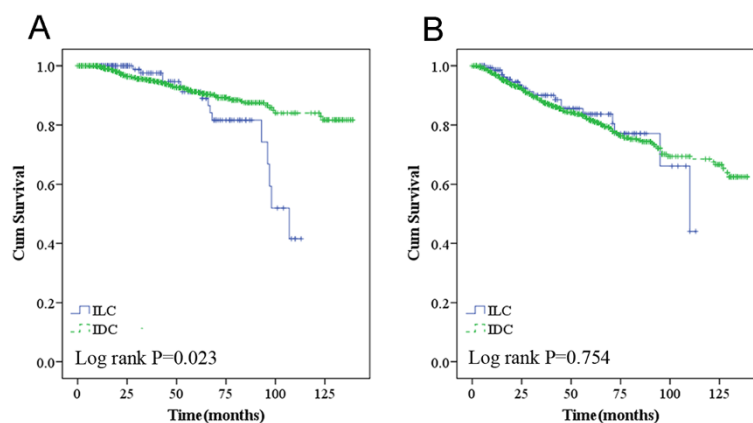 A
1.0
0.8
0.6
0.4
0.2
0.0
Cum Survival
ILC
IDC
Log rank P=0.023
0 25 50 75 100 125
Time(months)
B
1.0
0.8
0.6
0.4
0.2
0.0
Cum Survival
ILC
IDC
Log rank P=0.754
0 25 50 75 100 125
Time(months)